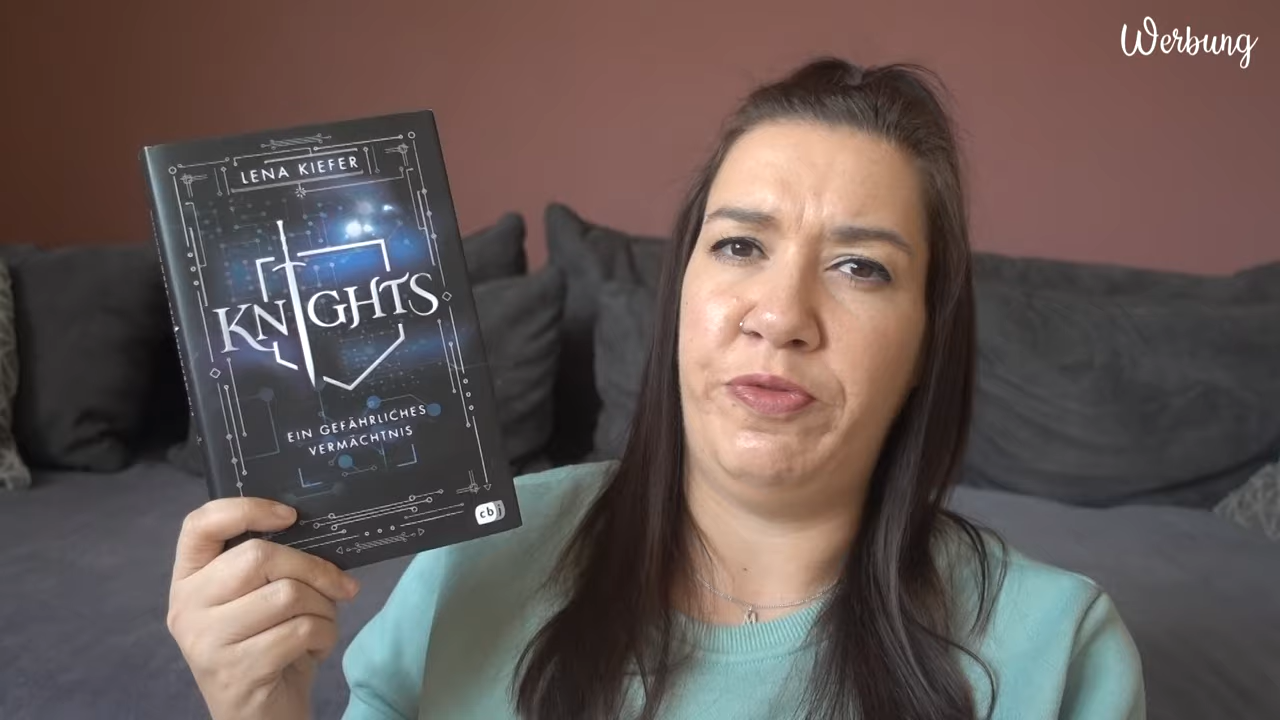 Werbung
LENA KIEFER
KNIGHTS
EIN GEFÄHRLICHES
VERMÄCHTNIS
cbj